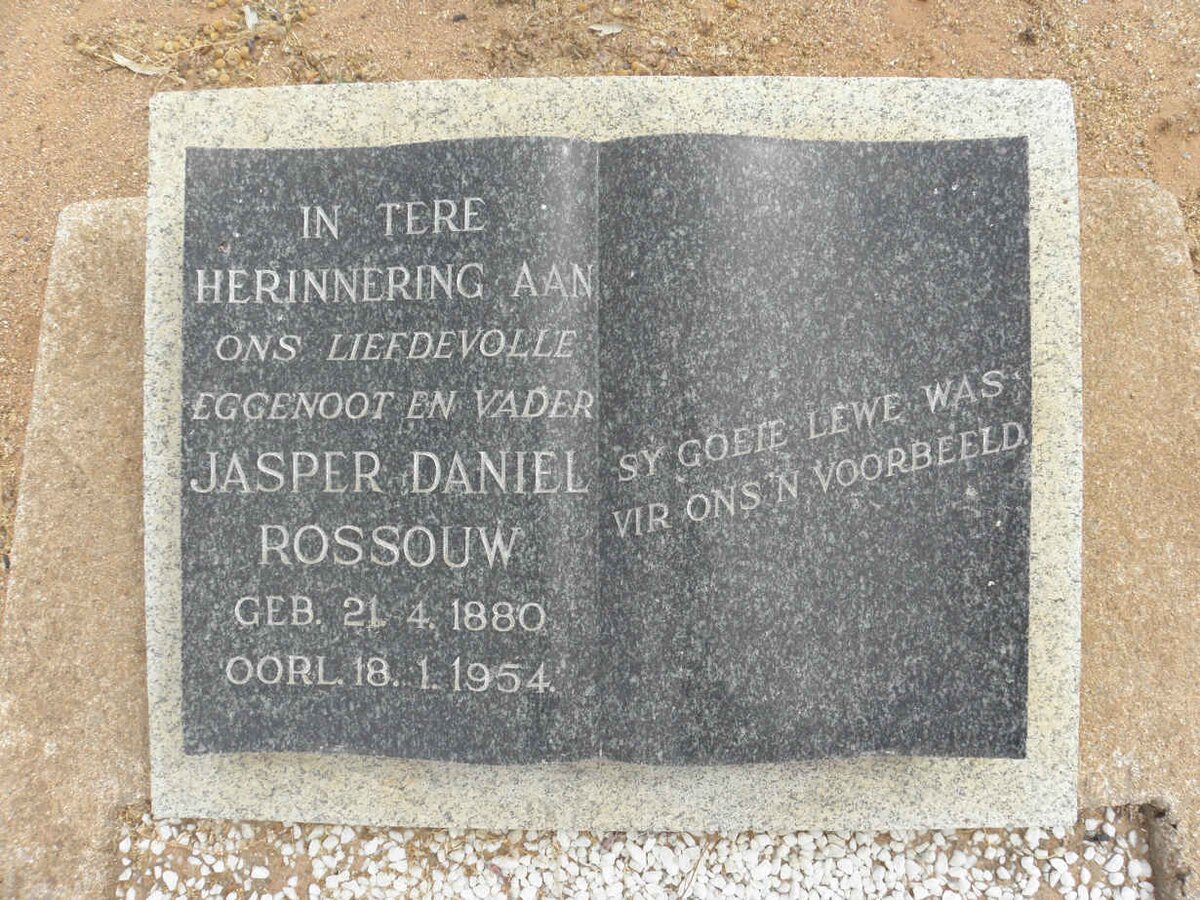 IN TERE
HERINNERING AAN
ONS LIEFDEVOLLE
EGGENOOT EN VADER
JASPER DANIEL
ROSSOUW
GEB. 21. 4. 1880
OORL. 18. 1. 1954.
SY GOEIE LEWE WAS
VIR ONS 'N VOORBEELD.